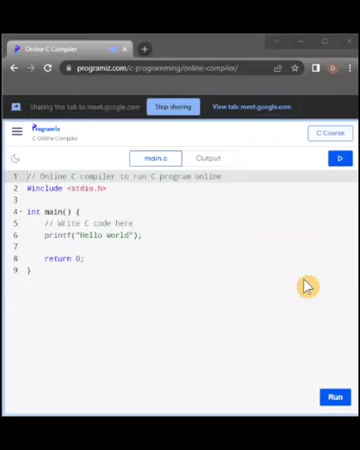 Online C Compiler
programiz.com/c-programming/online-compiler/
Sharing this tab to meet.google.com
Stop sharing
View tab: meet.google.com
Programiz
C Online Compiler
C Course
main.c
Output
1 // Online C compiler to run C program online
2 #include <stdio.h>
3
4 int main() {
5 // Write C code here
6 printf("Hello world");
7
8 return 0;
9 }
Run